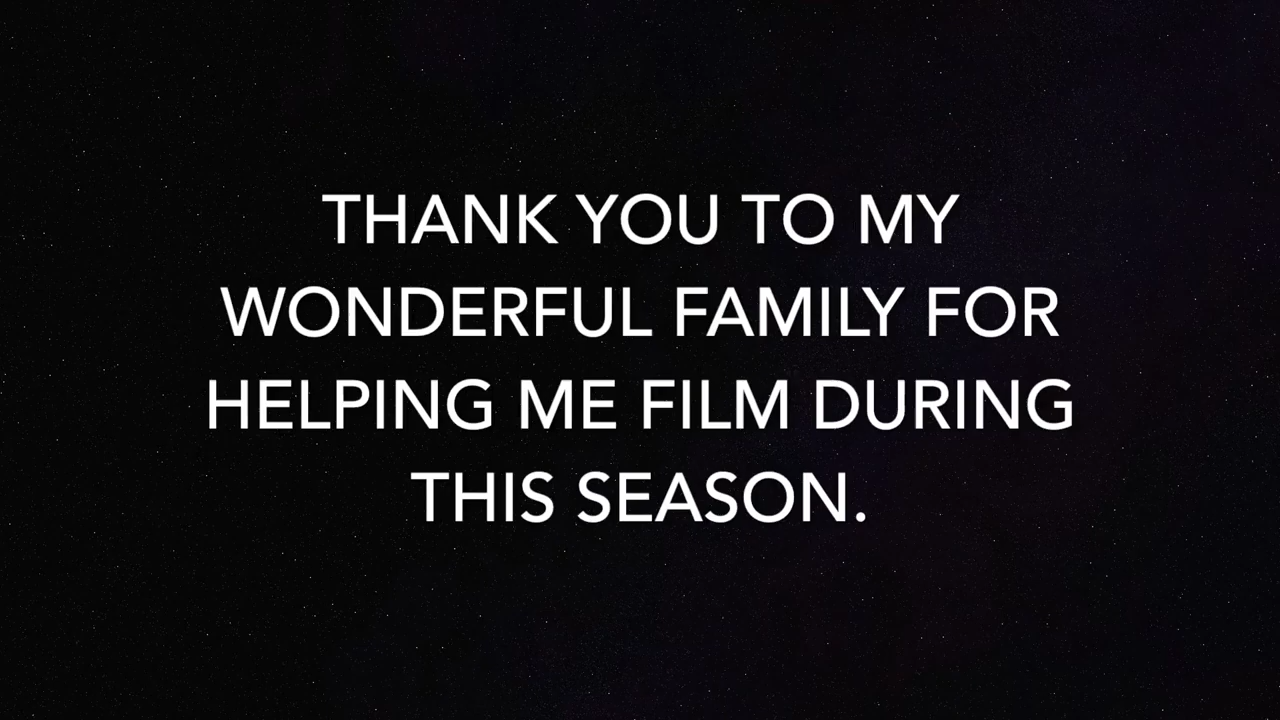 THANK YOU TO MY
WONDERFUL FAMILY FOR
HELPING ME FILM DURING
THIS SEASON.